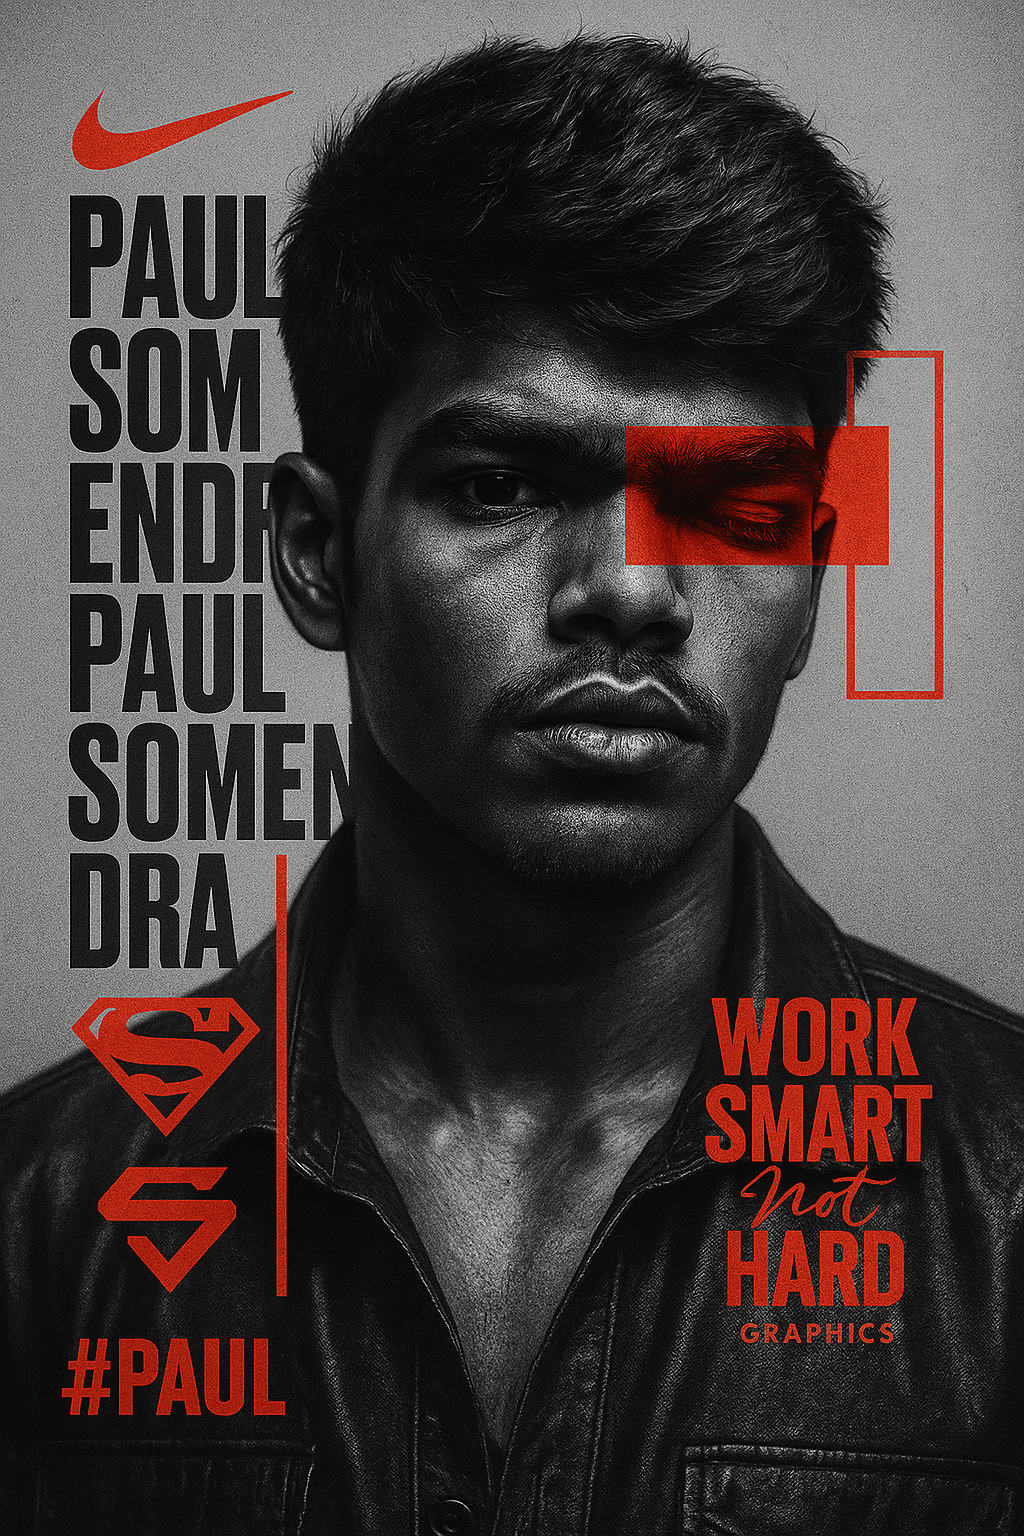 PAUL
SOM
ENDR
PAUL
SOMEN
DRA
S
S
#PAUL
WORK
SMART
Not
HARD
GRAPHICS